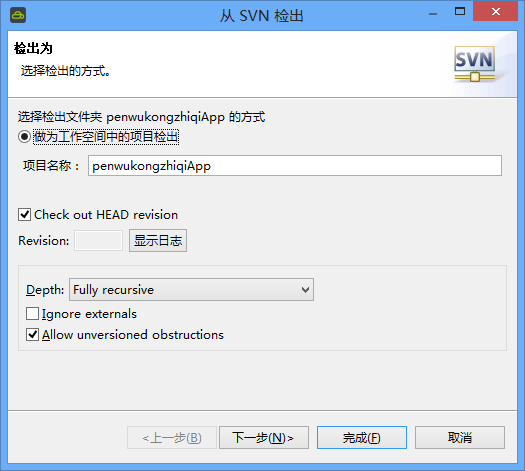 从 SVN 检出
检出为
选择检出的方式。
SVN
选择检出文件夹 penwukongzhiqiApp 的方式
做为工作空间中的项目检出
项目名称： penwukongzhiqiApp
Check out HEAD revision
Revision: 显示日志
Depth: Fully recursive
Ignore externals
Allow unversioned obstructions
<上一步(B) 下一步(N)> 完成(F) 取消